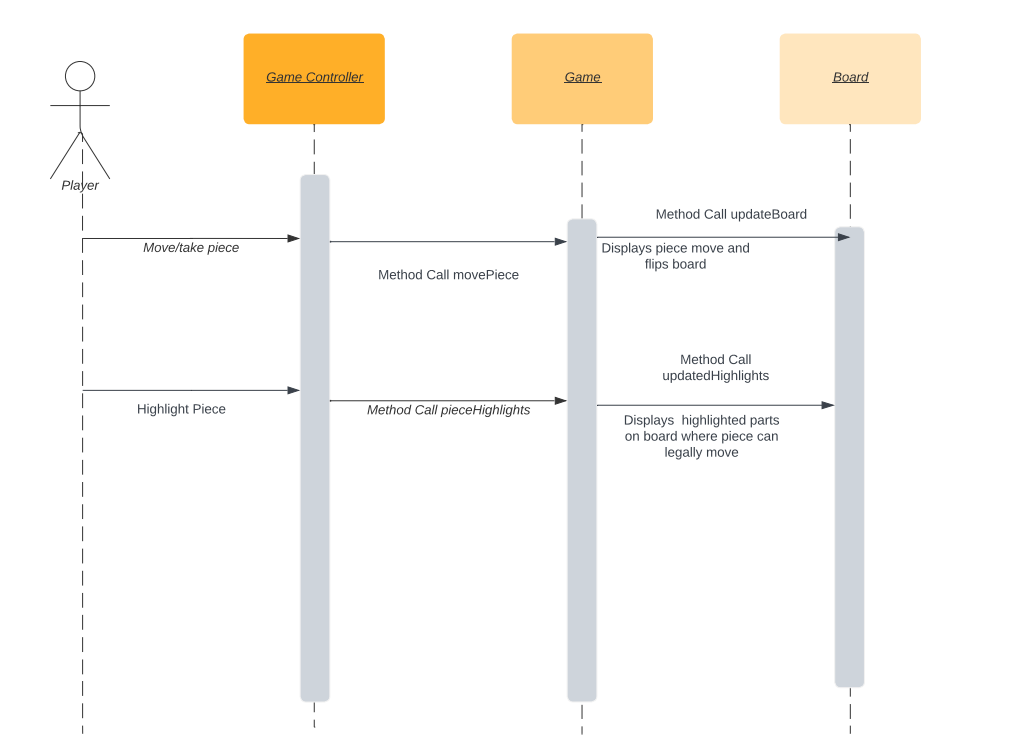 Game Controller
Game
Board
Player
Method Call updateBoard
Move/take piece
Displays piece move and
flips board
Method Call movePiece
Method Call
updatedHighlights
Highlight Piece
Method Call pieceHighlights
Displays  highlighted parts
on board where piece can
legally move